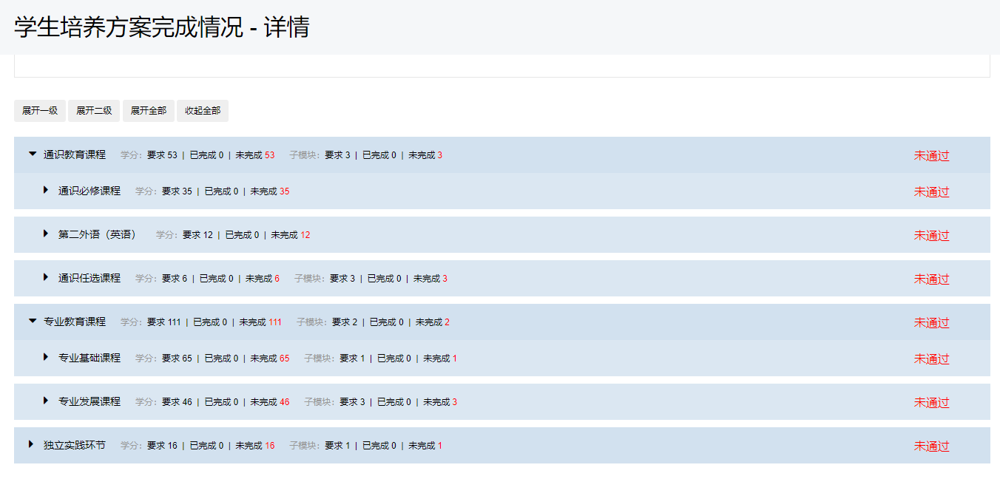 学生培养方案完成情况 - 详情
展开一级 展开二级 展开全部 收起全部
通识教育课程 学分: 要求 53 | 已完成 0 | 未完成 53 子模块: 要求 3 | 已完成 0 | 未完成 3 未通过
通识必修课程 学分: 要求 35 | 已完成 0 | 未完成 35 未通过
第二外语（英语） 学分: 要求 12 | 已完成 0 | 未完成 12 未通过
通识任选课程 学分: 要求 6 | 已完成 0 | 未完成 6 子模块: 要求 3 | 已完成 0 | 未完成 3 未通过
专业教育课程 学分: 要求 111 | 已完成 0 | 未完成 111 子模块: 要求 2 | 已完成 0 | 未完成 2 未通过
专业基础课程 学分: 要求 65 | 已完成 0 | 未完成 65 子模块: 要求 1 | 已完成 0 | 未完成 1 未通过
专业发展课程 学分: 要求 46 | 已完成 0 | 未完成 46 子模块: 要求 3 | 已完成 0 | 未完成 3 未通过
独立实践环节 学分: 要求 16 | 已完成 0 | 未完成 16 子模块: 要求 1 | 已完成 0 | 未完成 1 未通过